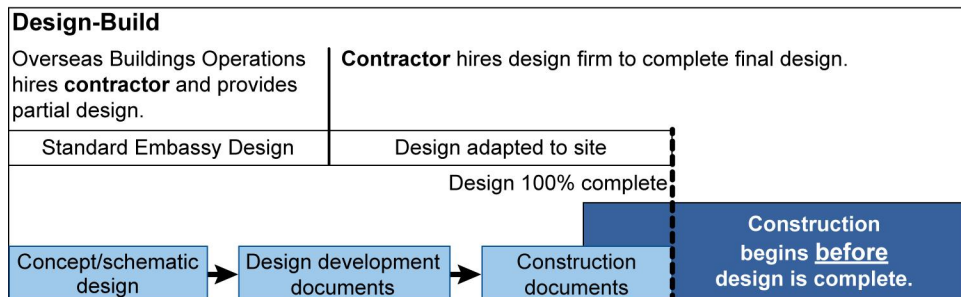 Design-Build
Overseas Buildings Operations
hires contractor and provides
partial design.
Contractor hires design firm to complete final design.
Standard Embassy Design
Design adapted to site
Design 100% complete
Concept/schematic
design
Design development
documents
Construction
documents
Construction
begins before
design is complete.